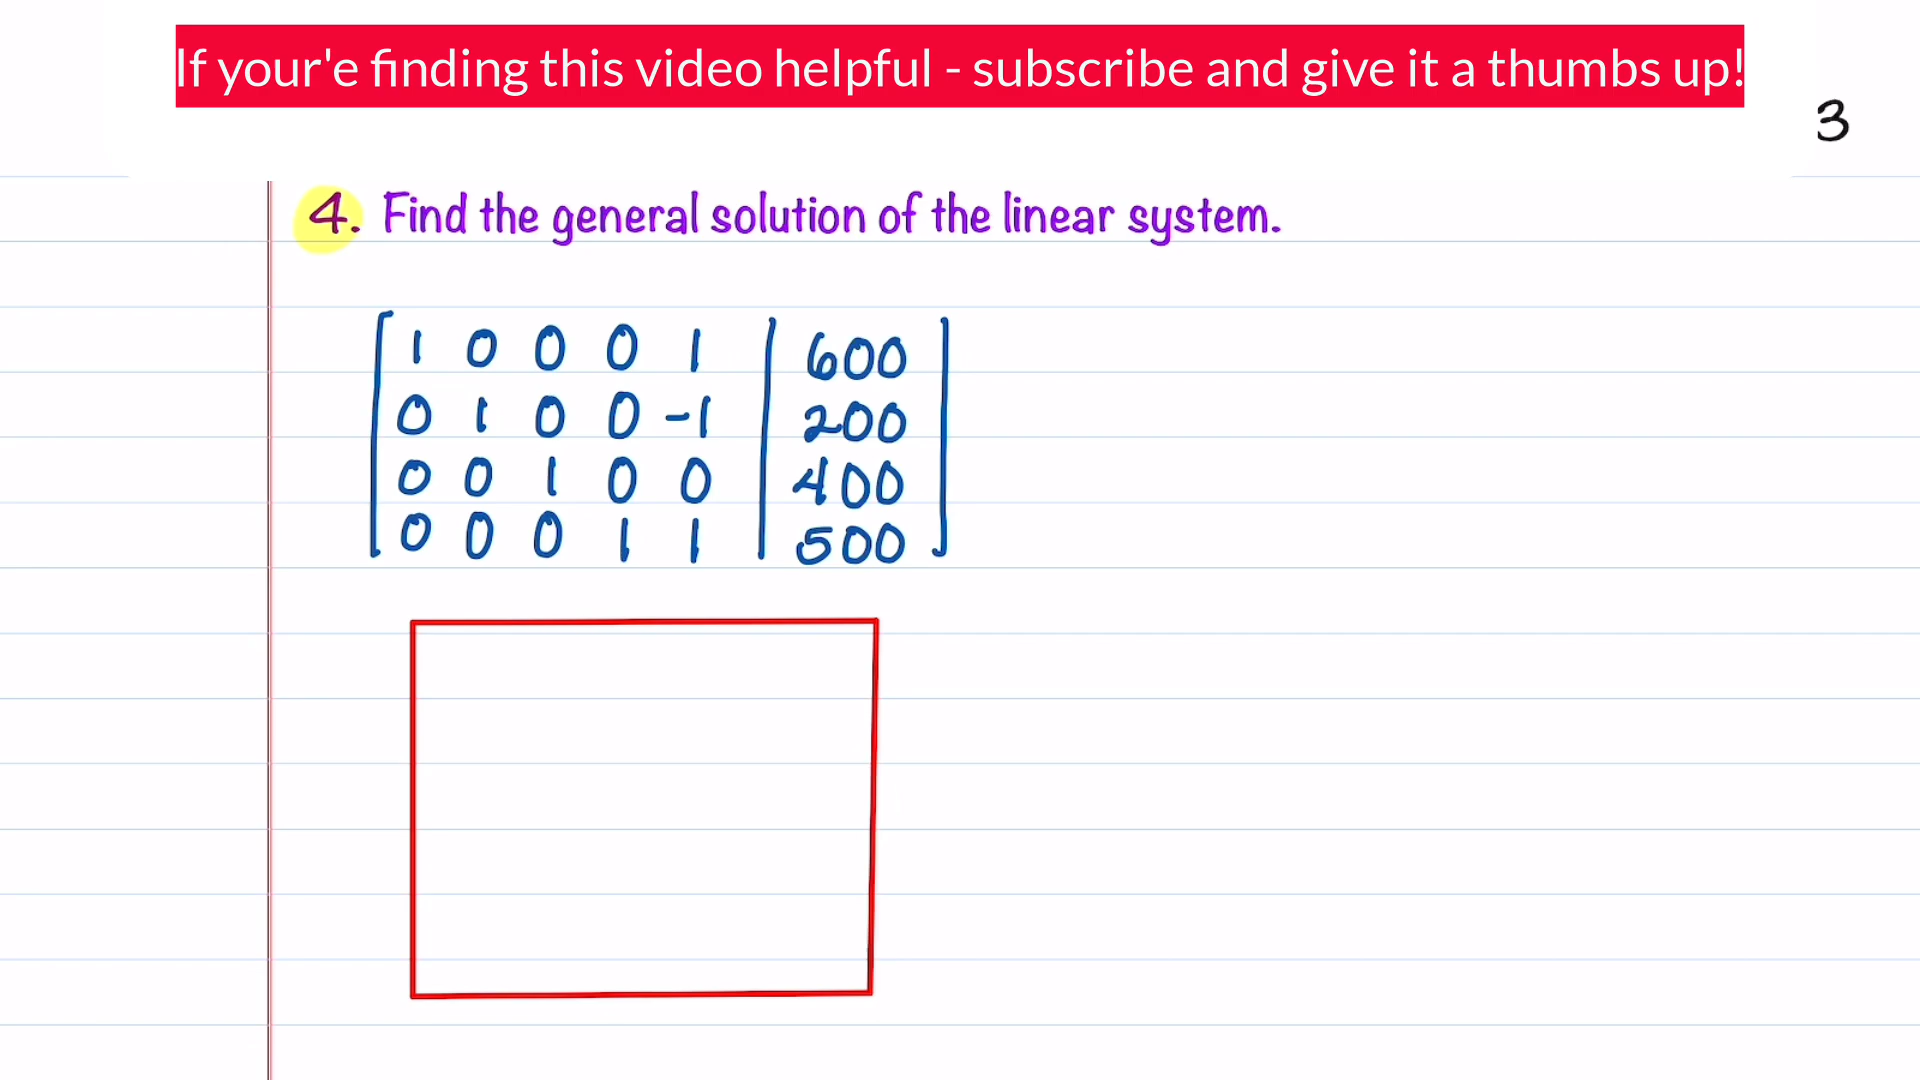 If your'e finding this video helpful - subscribe and give it a thumbs up!
3
4. Find the general solution of the linear system.
1 0 0 0 1 | 600
0 1 0 0 -1 | 200
0 0 1 0 0 | 400
0 0 0 1 1 | 500